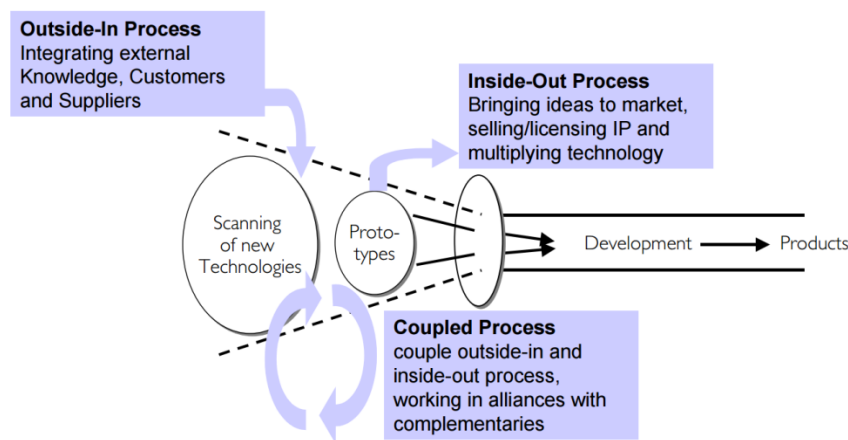 Outside-In Process
Integrating external
Knowledge, Customers
and Suppliers
Inside-Out Process
Bringing ideas to market,
selling/licensing IP and
multiplying technology
Scanning
of new
Technologies
Proto-
types
Development
Products
Coupled Process
couple outside-in and
inside-out process,
working in alliances with
complementaries